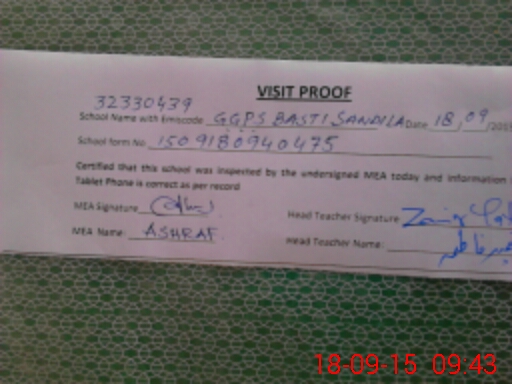 VISIT PROOF
32330439
School Name with Emiscode GGPS BASTI SANDILA Date 18/09/201
School form No 1509180940475
Certified that this school was inspected by the undersigned MEA today and information
Tablet Phone is correct as per record
MEA Signature Head Teacher Signature
MEA Name: ASHRAF Head Teacher Name:
18-09-15 09:43